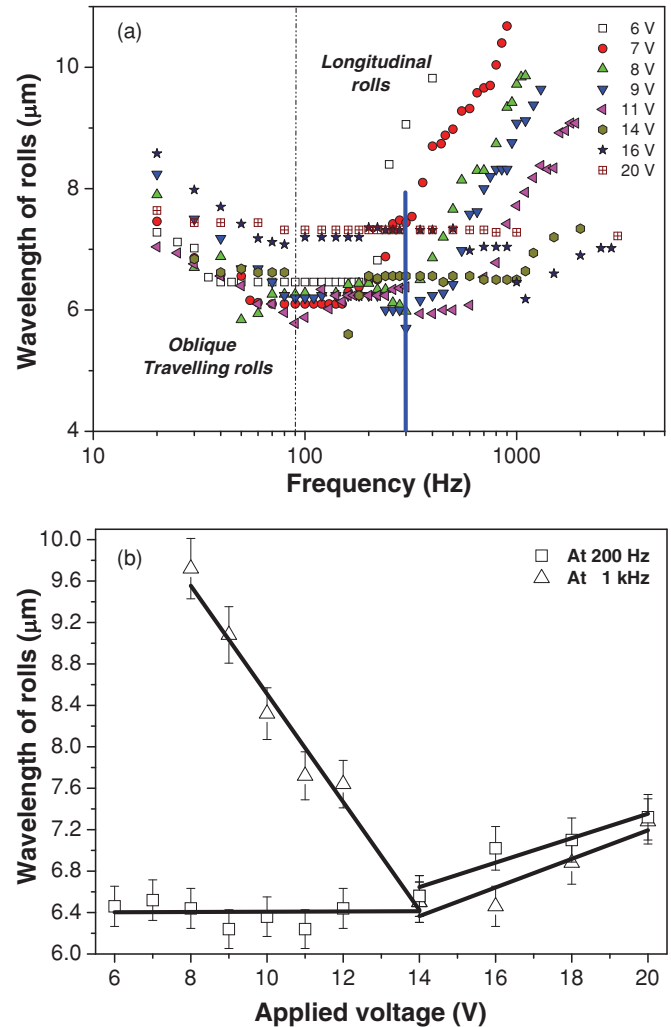 (a)
Longitudinal
rolls
6 V
7 V
8 V
9 V
11 V
14 V
16 V
20 V
Oblique
Travelling rolls
Wavelength of rolls (μm)
10
8
6
4
10
100
1000
Frequency (Hz)
(b)
At 200 Hz
At 1 kHz
Wavelength of rolls (μm)
10.0
9.6
9.2
8.8
8.4
8.0
7.6
7.2
6.8
6.4
6.0
6
8
10
12
14
16
18
20
Applied voltage (V)